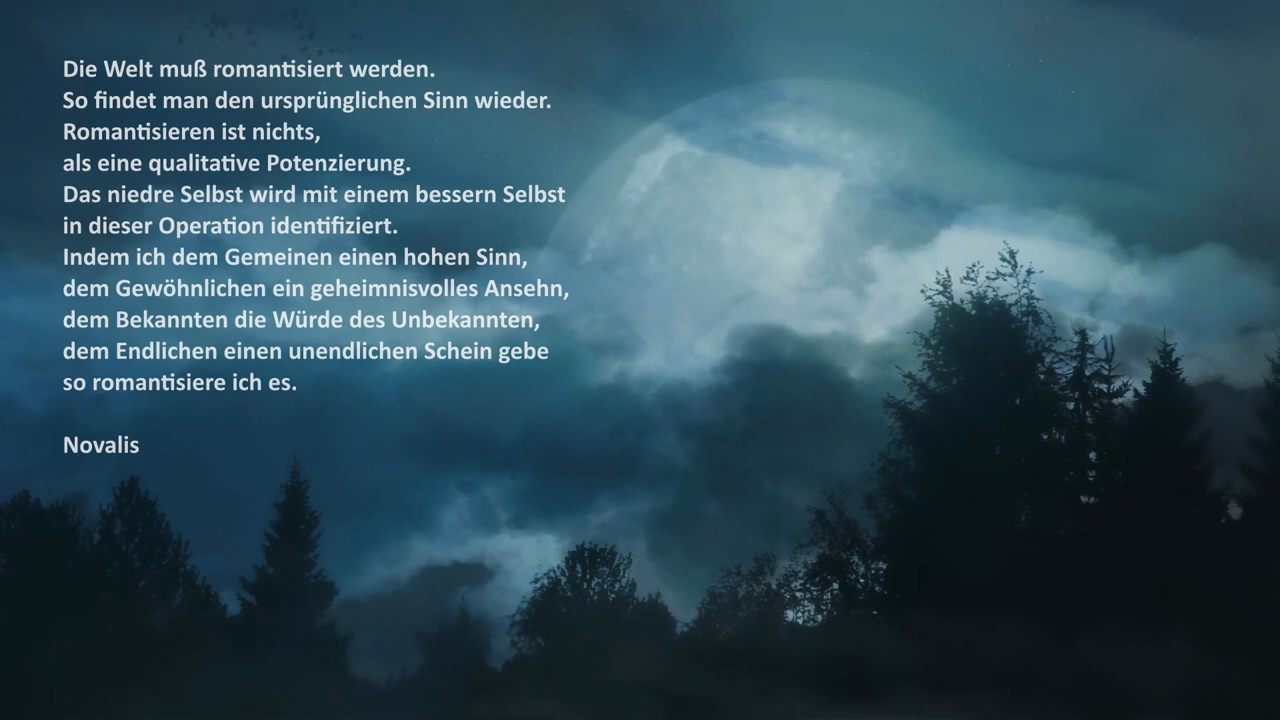 Die Welt muß romantisiert werden.
So findet man den ursprünglichen Sinn wieder.
Romantisieren ist nichts,
als eine qualitative Potenzierung.
Das niedre Selbst wird mit einem bessern Selbst
in dieser Operation identifiziert.
Indem ich dem Gemeinen einen hohen Sinn,
dem Gewöhnlichen ein geheimnisvolles Ansehn,
dem Bekannten die Würde des Unbekannten,
dem Endlichen einen unendlichen Schein gebe
so romantisiere ich es.
Novalis